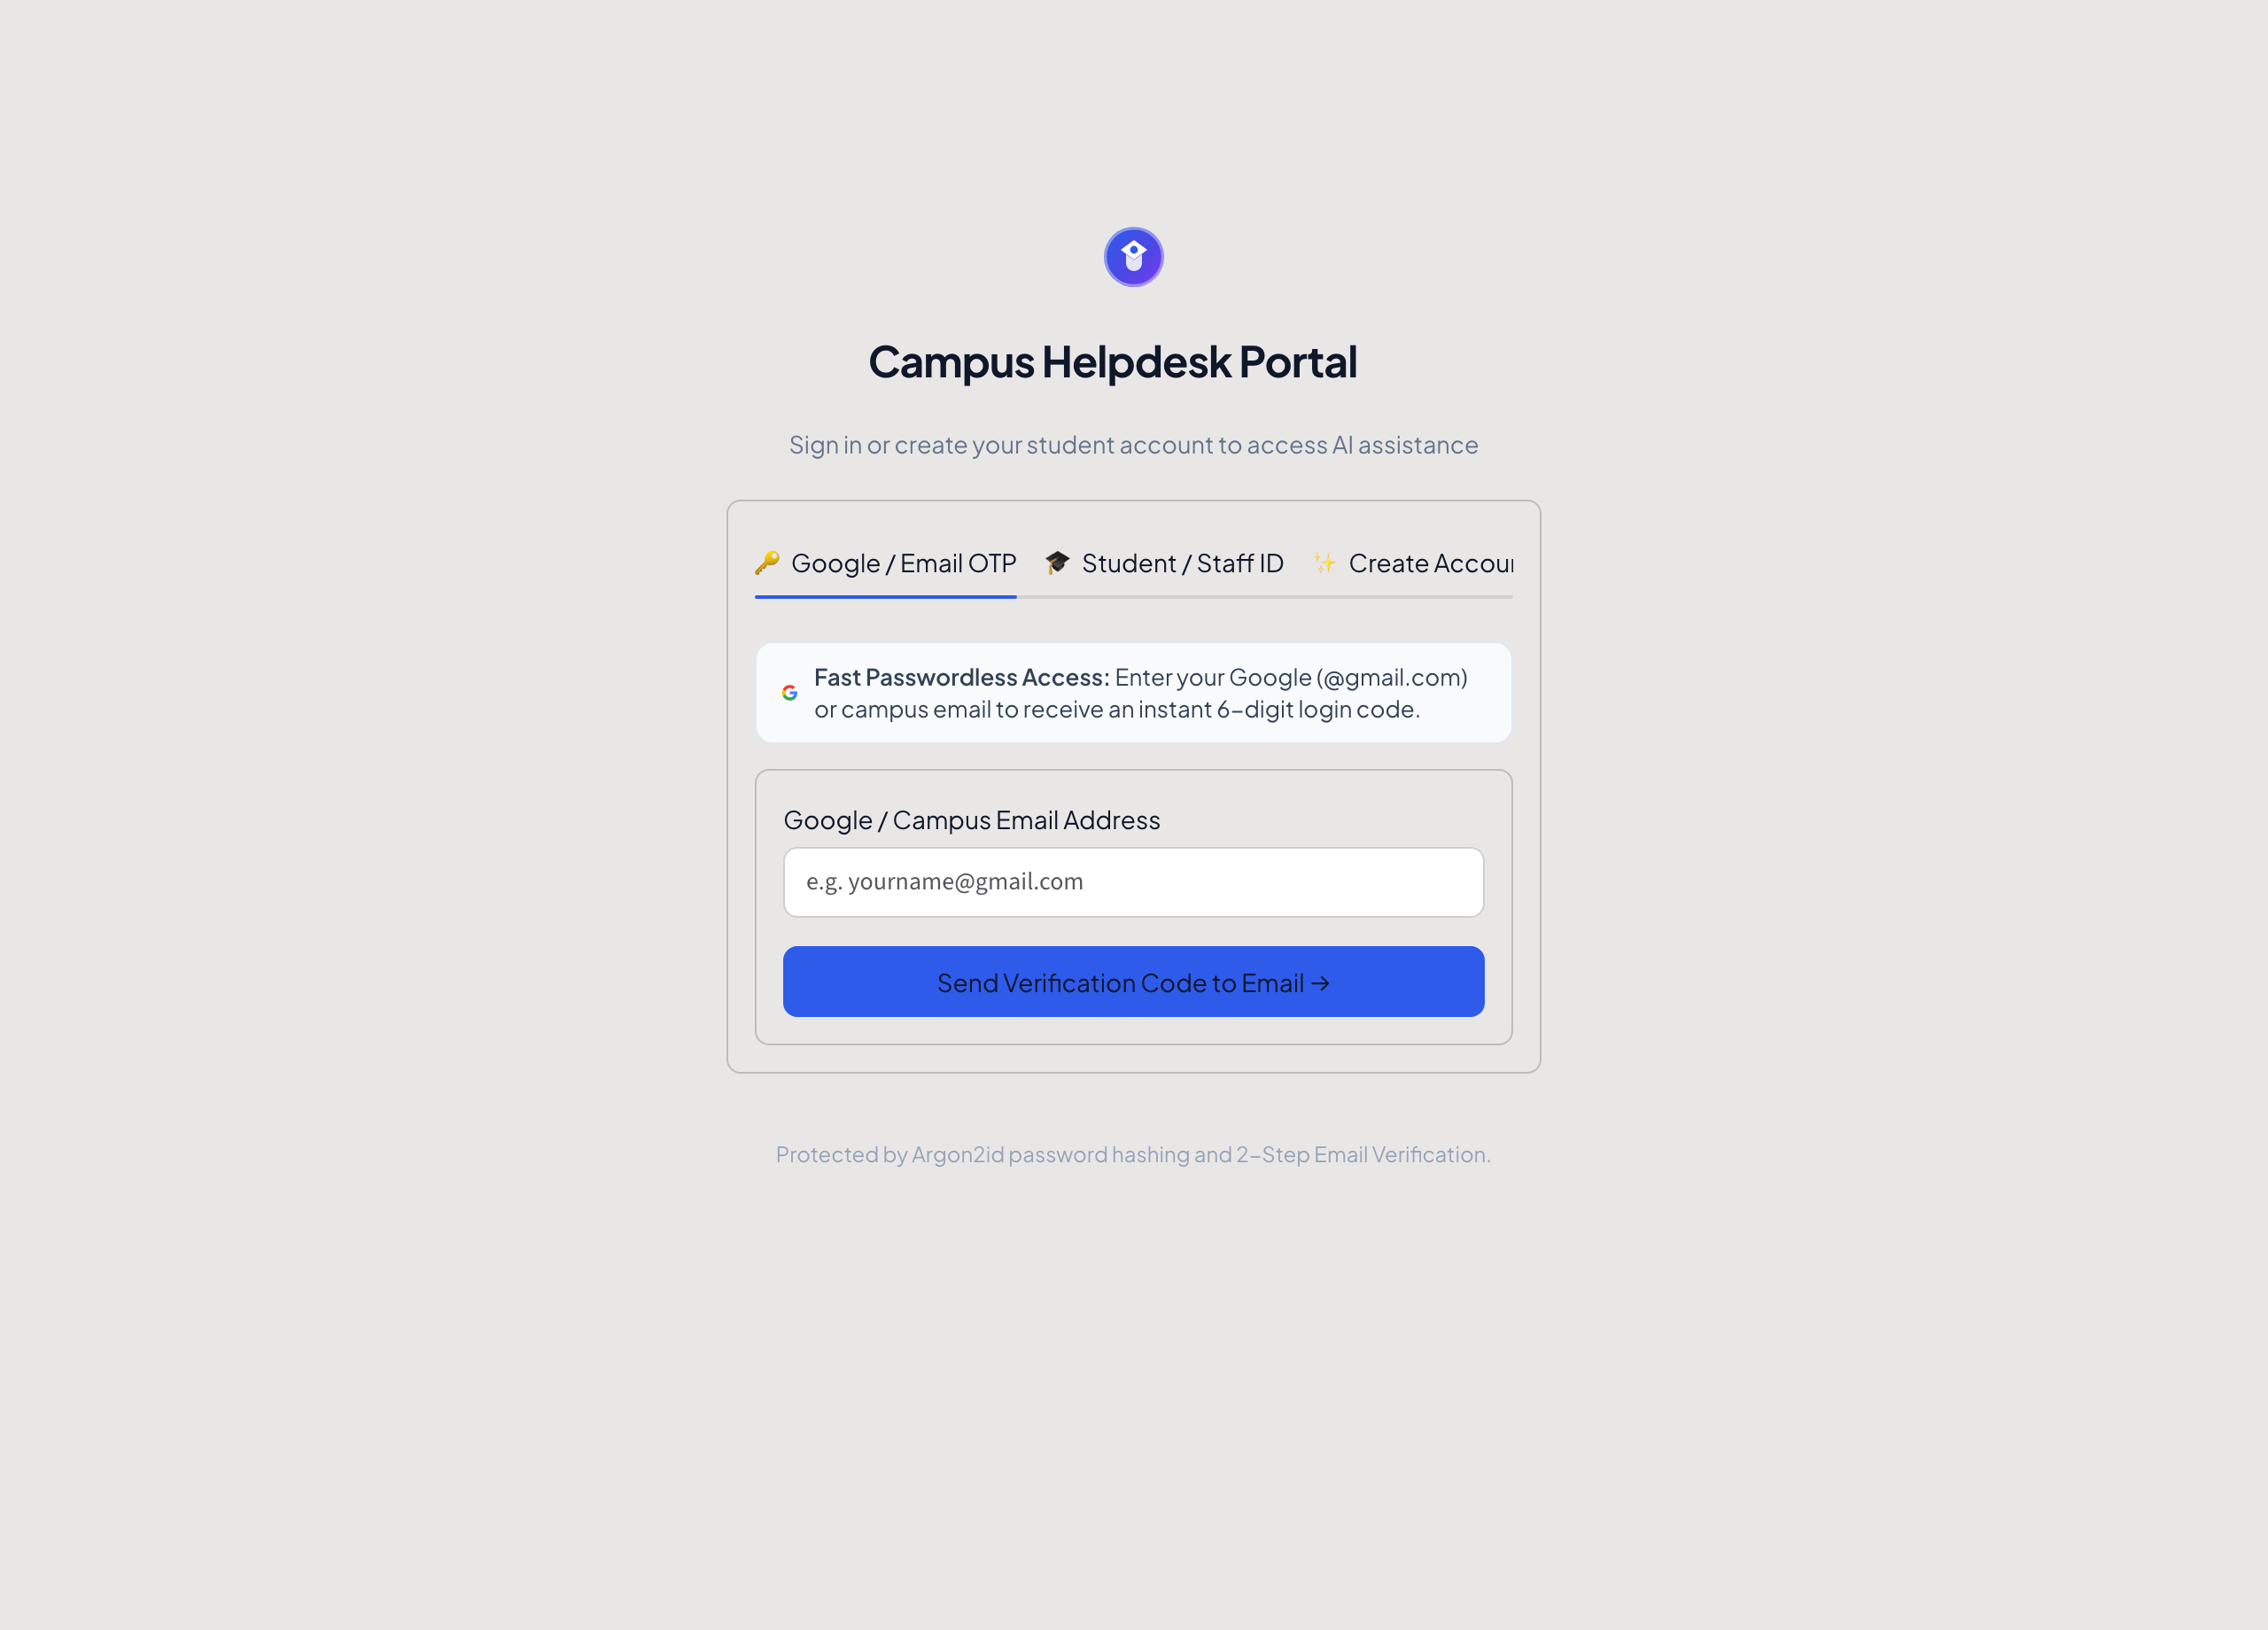 Campus Helpdesk Portal
Sign in or create your student account to access AI assistance
🔑 Google / Email OTP 🎓 Student / Staff ID ✨ Create Accou
Fast Passwordless Access: Enter your Google (@gmail.com)
or campus email to receive an instant 6-digit login code.
Google / Campus Email Address
e.g. yourname@gmail.com
Send Verification Code to Email →
Protected by Argon2id password hashing and 2-Step Email Verification.